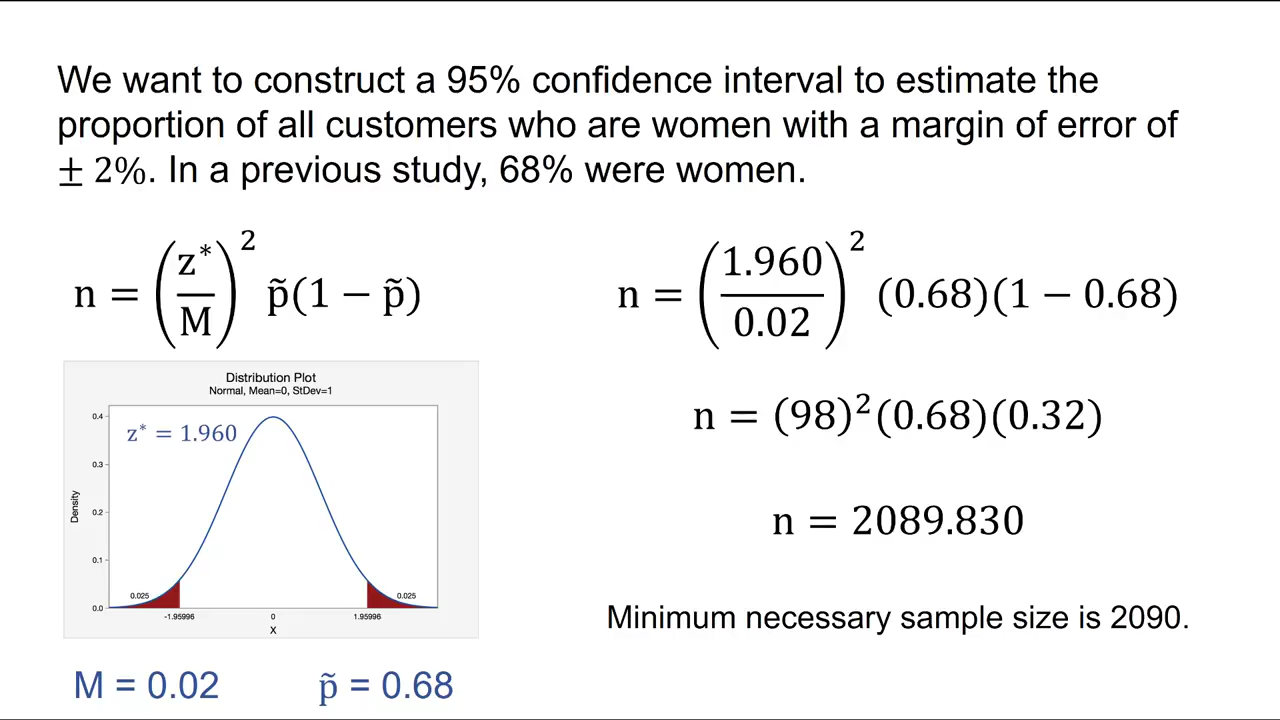 We want to construct a 95% confidence interval to estimate the
proportion of all customers who are women with a margin of error of
± 2%. In a previous study, 68% were women.
n = (z*/M)² p̃(1 − p̃)
n = (1.960/0.02)² (0.68)(1 − 0.68)
n = (98)²(0.68)(0.32)
n = 2089.830
Minimum necessary sample size is 2090.
Distribution Plot
Normal, Mean=0, StDev=1
z* = 1.960
Density
0.4
0.3
0.2
0.1
0.0
0.025
0.025
-1.95996 0 1.95996
X
M = 0.02 p̃ = 0.68